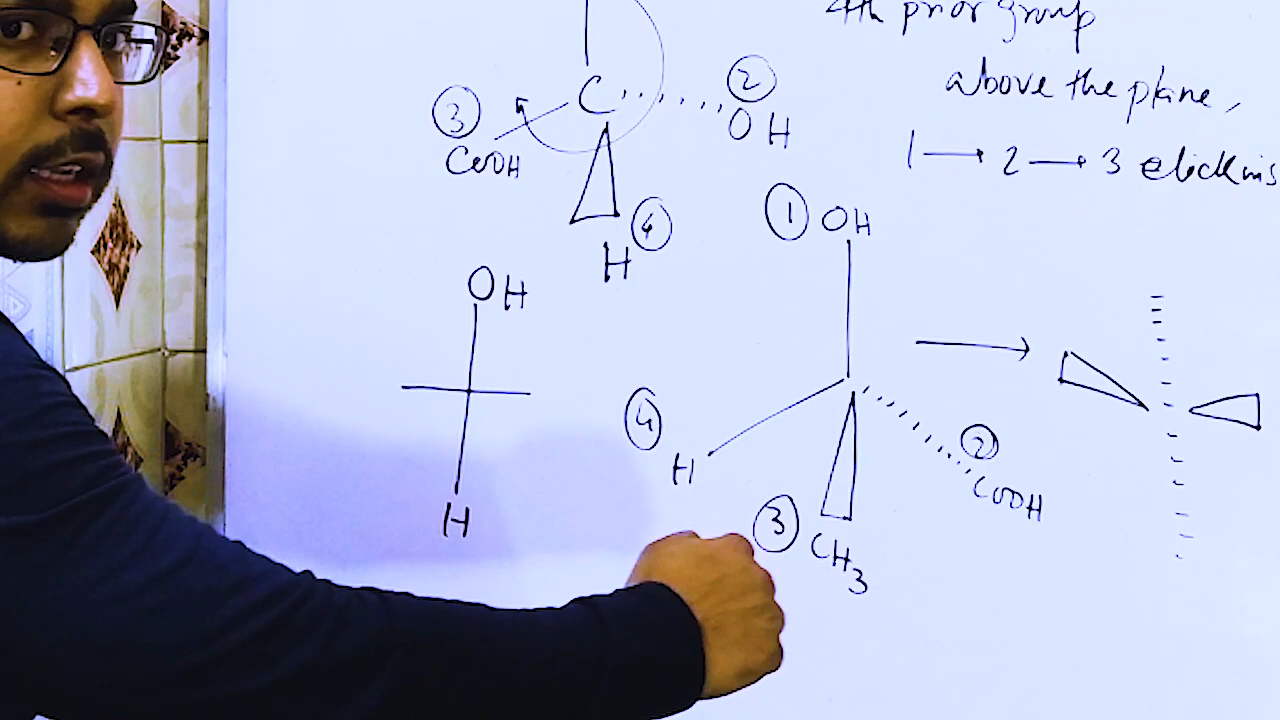 4th prior group
above the plane,
1 → 2 → 3
③ C ② OH
COOH
④ H
① OH
OH
④ H
② COOH
H
③ CH3